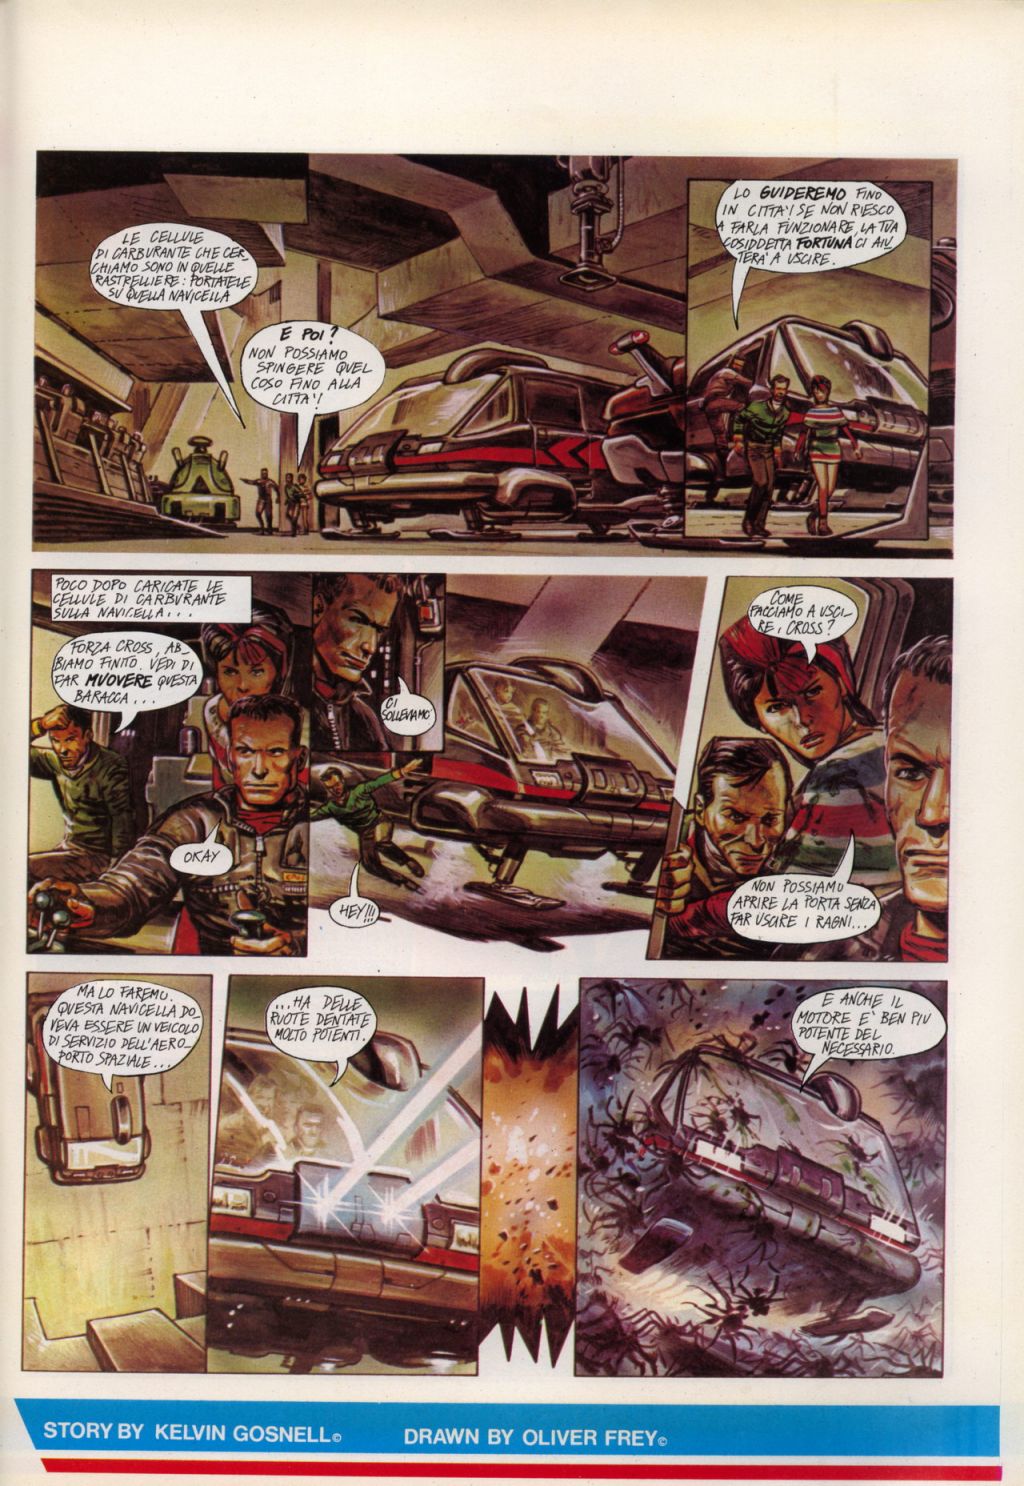 LE CELLULE
DI CARBURANTE CHE CER_
CHIAMO SONO IN QUELLE
RASTRELLIERE: PORTATELE
SU QUELLA NAVICELLA
E POI?
NON POSSIAMO
SPINGERE QUEL
COSO FINO ALLA
CITTA'!
LO GUIDEREMO FINO
IN CITTA'! SE NON RIESCO
A FARLA FUNZIONARE, LA TUA
COSIDDETTA FORTUNA CI AIU
TERA' A USCIRE.
POCO DOPO CARICATE LE
CELLULE DI CARBURANTE
SULLA NAVICELLA...
FORZA CROSS, AB_
BIAMO FINITO. VEDI DI
FAR MUOVERE QUESTA
BARACCA...
OKAY
CI
SOLLEVIAMO
HEY!!!
COME
FACCIAMO A USCI_
RE, CROSS?
NON POSSIAMO
APRIRE LA PORTA SENZA
FAR USCIRE I RAGNI...
MA LO FAREMO.
QUESTA NAVICELLA DO_
VEVA ESSERE UN VEICOLO
DI SERVIZIO DELL'AERO_
PORTO SPAZIALE...
...HA DELLE
RUOTE DENTATE
MOLTO POTENTI.
E ANCHE IL
MOTORE E' BEN PIU
POTENTE DEL
NECESSARIO.
STORY BY KELVIN GOSNELL© DRAWN BY OLIVER FREY©